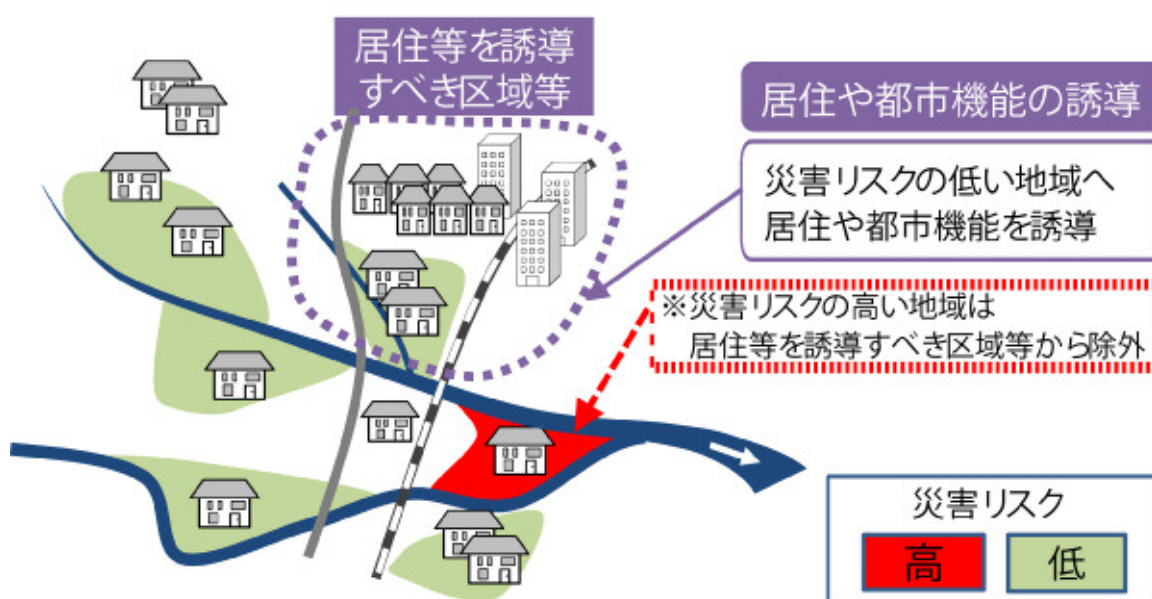 居住等を誘導
すべき区域等
居住や都市機能の誘導
災害リスクの低い地域へ
居住や都市機能を誘導
※災害リスクの高い地域は
居住等を誘導すべき区域等から除外
災害リスク
高
低